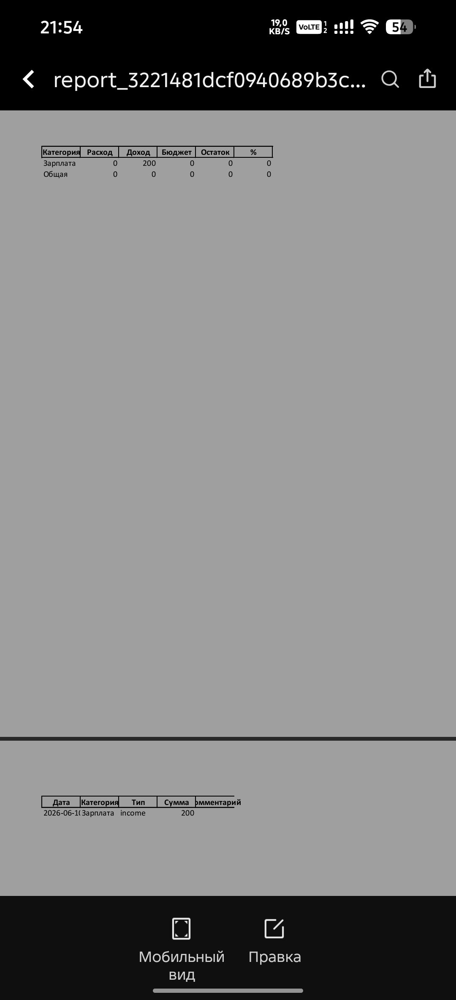 21:54 19,0 KB/S VoLTE 1 2 54
report_3221481dcf0940689b3c...
Категория Расход Доход Бюджет Остаток %
Зарплата 0 200 0 0 0
Общая 0 0 0 0 0
Дата Категория Тип Сумма омментарий
2026-06-1( Зарплата income 200
Мобильный вид Правка